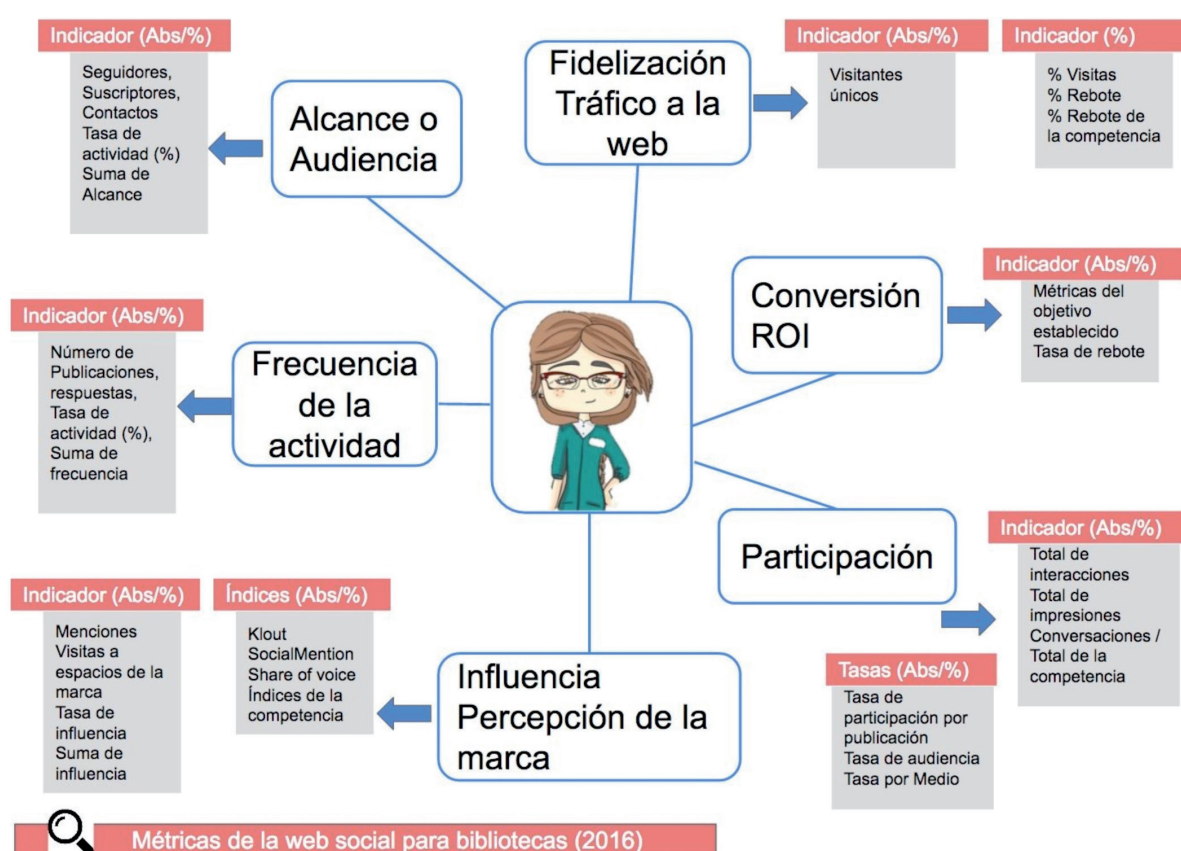 Indicador (Abs/%)
Seguidores,
Suscriptores,
Contactos
Tasa de
actividad (%)
Suma de
Alcance
Alcance o
Audiencia
Fidelización
Tráfico a la
web
Indicador (Abs/%)
Visitantes
únicos
Indicador (%)
% Visitas
% Rebote
% Rebote de
la competencia
Indicador (Abs/%)
Número de
Publicaciones,
respuestas,
Tasa de
actividad (%),
Suma de
frecuencia
Frecuencia
de la
actividad
Conversión
ROI
Indicador (Abs/%)
Métricas del
objetivo
establecido
Tasa de rebote
Participación
Indicador (Abs/%)
Total de
interacciones
Total de
impresiones
Conversaciones /
Total de la
competencia
Tasas (Abs/%)
Tasa de
participación por
publicación
Tasa de audiencia
Tasa por Medio
Indicador (Abs/%)
Menciones
Visitas a
espacios de la
marca
Tasa de
influencia
Suma de
influencia
Índices (Abs/%)
Klout
SocialMention
Share of voice
Índices de la
competencia
Influencia
Percepción de la
marca
Métricas de la web social para bibliotecas (2016)